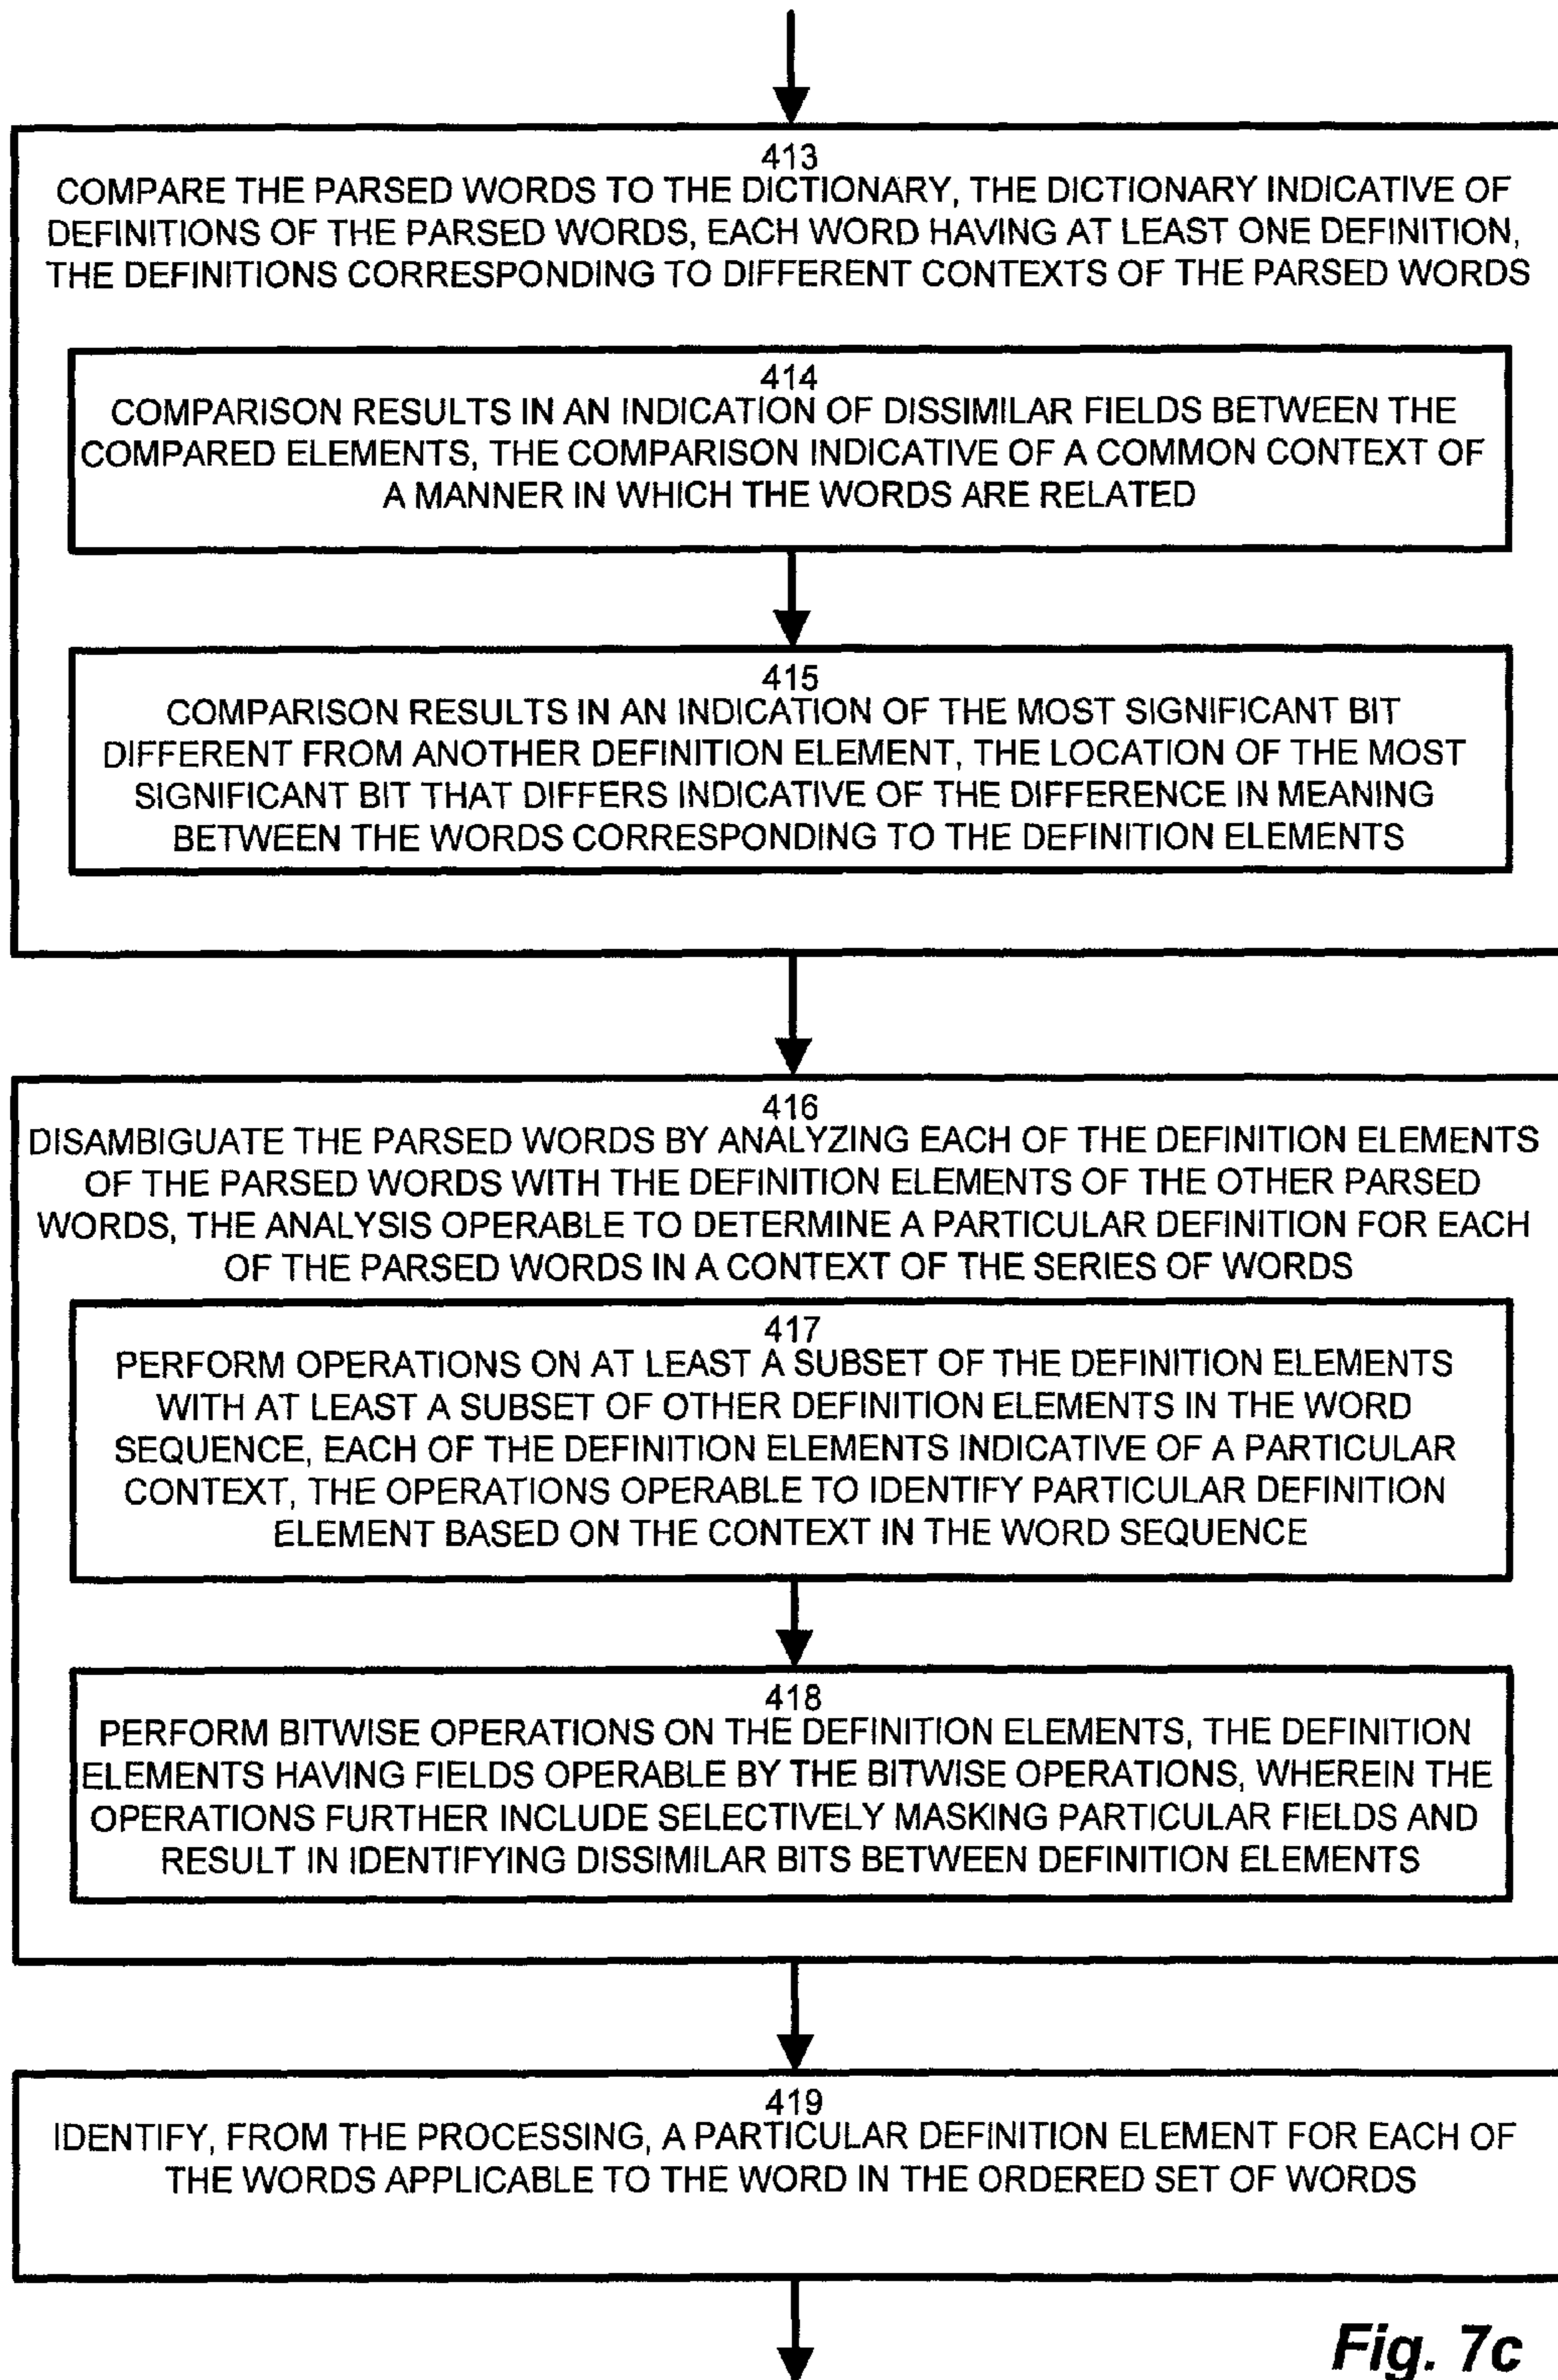 413
COMPARE THE PARSED WORDS TO THE DICTIONARY, THE DICTIONARY INDICATIVE OF
DEFINITIONS OF THE PARSED WORDS, EACH WORD HAVING AT LEAST ONE DEFINITION,
THE DEFINITIONS CORRESPONDING TO DIFFERENT CONTEXTS OF THE PARSED WORDS
414
COMPARISON RESULTS IN AN INDICATION OF DISSIMILAR FIELDS BETWEEN THE
COMPARED ELEMENTS, THE COMPARISON INDICATIVE OF A COMMON CONTEXT OF
A MANNER IN WHICH THE WORDS ARE RELATED
415
COMPARISON RESULTS IN AN INDICATION OF THE MOST SIGNIFICANT BIT
DIFFERENT FROM ANOTHER DEFINITION ELEMENT, THE LOCATION OF THE MOST
SIGNIFICANT BIT THAT DIFFERS INDICATIVE OF THE DIFFERENCE IN MEANING
BETWEEN THE WORDS CORRESPONDING TO THE DEFINITION ELEMENTS
416
DISAMBIGUATE THE PARSED WORDS BY ANALYZING EACH OF THE DEFINITION ELEMENTS
OF THE PARSED WORDS WITH THE DEFINITION ELEMENTS OF THE OTHER PARSED
WORDS, THE ANALYSIS OPERABLE TO DETERMINE A PARTICULAR DEFINITION FOR EACH
OF THE PARSED WORDS IN A CONTEXT OF THE SERIES OF WORDS
417
PERFORM OPERATIONS ON AT LEAST A SUBSET OF THE DEFINITION ELEMENTS
WITH AT LEAST A SUBSET OF OTHER DEFINITION ELEMENTS IN THE WORD
SEQUENCE, EACH OF THE DEFINITION ELEMENTS INDICATIVE OF A PARTICULAR
CONTEXT, THE OPERATIONS OPERABLE TO IDENTIFY PARTICULAR DEFINITION
ELEMENT BASED ON THE CONTEXT IN THE WORD SEQUENCE
418
PERFORM BITWISE OPERATIONS ON THE DEFINITION ELEMENTS, THE DEFINITION
ELEMENTS HAVING FIELDS OPERABLE BY THE BITWISE OPERATIONS, WHEREIN THE
OPERATIONS FURTHER INCLUDE SELECTIVELY MASKING PARTICULAR FIELDS AND
RESULT IN IDENTIFYING DISSIMILAR BITS BETWEEN DEFINITION ELEMENTS
419
IDENTIFY, FROM THE PROCESSING, A PARTICULAR DEFINITION ELEMENT FOR EACH OF
THE WORDS APPLICABLE TO THE WORD IN THE ORDERED SET OF WORDS
Fig. 7c